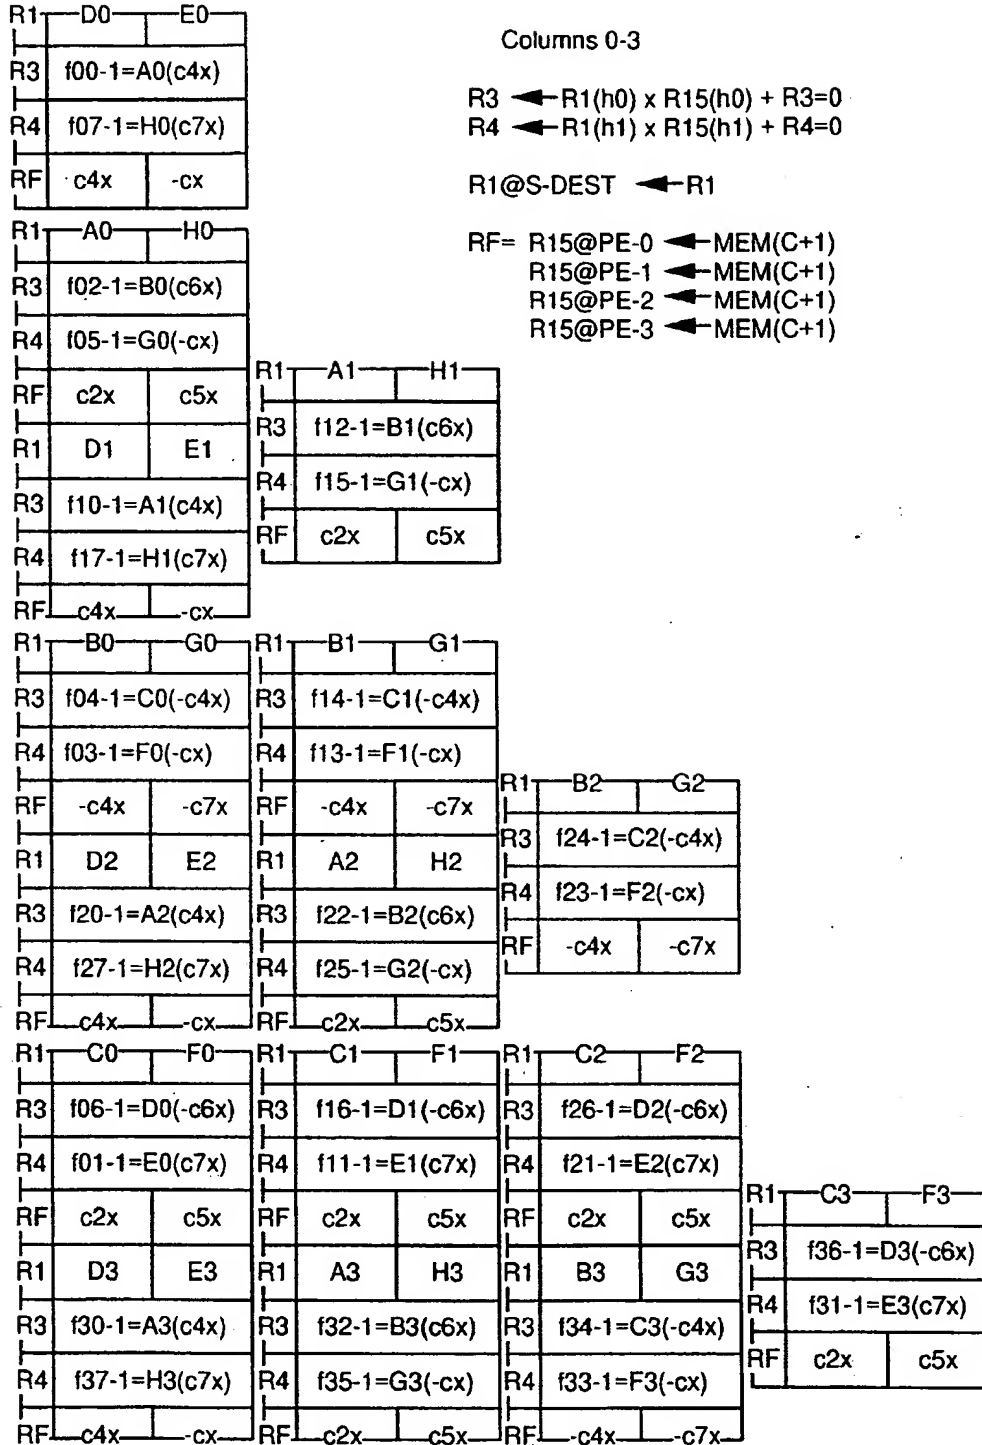 R1 D0 E0
R3 f00-1=A0(c4x)
R4 f07-1=H0(c7x)
RF c4x -cx
Columns 0-3
R3 ◄ R1(h0) x R15(h0) + R3=0
R4 ◄ R1(h1) x R15(h1) + R4=0
R1@S-DEST ◄ R1
RF= R15@PE-0 ◄ MEM(C+1)
R15@PE-1 ◄ MEM(C+1)
R15@PE-2 ◄ MEM(C+1)
R15@PE-3 ◄ MEM(C+1)
R1 A0 H0
R3 f02-1=B0(c6x)
R4 f05-1=G0(-cx)
RF c2x c5x
R1 D1 E1
R3 f10-1=A1(c4x)
R4 f17-1=H1(c7x)
RF c4x -cx
R1 A1 H1
R3 f12-1=B1(c6x)
R4 f15-1=G1(-cx)
RF c2x c5x
R1 B0 G0
R3 f04-1=C0(-c4x)
R4 f03-1=F0(-cx)
RF -c4x -c7x
R1 D2 E2
R3 f20-1=A2(c4x)
R4 f27-1=H2(c7x)
RF c4x -cx
R1 B1 G1
R3 f14-1=C1(-c4x)
R4 f13-1=F1(-cx)
RF -c4x -c7x
R1 A2 H2
R3 f22-1=B2(c6x)
R4 f25-1=G2(-cx)
RF c2x c5x
R1 B2 G2
R3 f24-1=C2(-c4x)
R4 f23-1=F2(-cx)
RF -c4x -c7x
R1 C0 F0
R3 f06-1=D0(-c6x)
R4 f01-1=E0(c7x)
RF c2x c5x
R1 D3 E3
R3 f30-1=A3(c4x)
R4 f37-1=H3(c7x)
RF c4x -cx
R1 C1 F1
R3 f16-1=D1(-c6x)
R4 f11-1=E1(c7x)
RF c2x c5x
R1 A3 H3
R3 f32-1=B3(c6x)
R4 f35-1=G3(-cx)
RF c2x c5x
R1 C2 F2
R3 f26-1=D2(-c6x)
R4 f21-1=E2(c7x)
RF c2x c5x
R1 B3 G3
R3 f34-1=C3(-c4x)
R4 f33-1=F3(-cx)
RF -c4x -c7x
R1 C3 F3
R3 f36-1=D3(-c6x)
R4 f31-1=E3(c7x)
RF c2x c5x